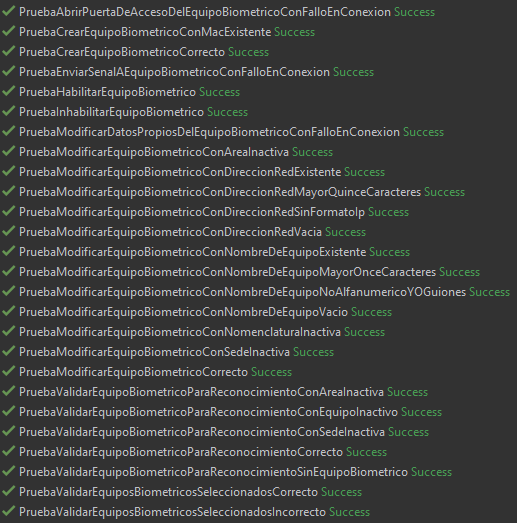 PruebaAbrirPuertaDeAccesoDelEquipoBiometricoConFalloEnConexion Success
PruebaCrearEquipoBiometricoConMacExistente Success
PruebaCrearEquipoBiometricoCorrecto Success
PruebaEnviarSenalAEquipoBiometricoConFalloEnConexion Success
PruebaHabilitarEquipoBiometrico Success
PruebaInhabilitarEquipoBiometrico Success
PruebaModificarDatosPropiosDelEquipoBiometricoConFalloEnConexion Success
PruebaModificarEquipoBiometricoConAreaInactiva Success
PruebaModificarEquipoBiometricoConDireccionRedExistente Success
PruebaModificarEquipoBiometricoConDireccionRedMayorQuinceCaracteres Success
PruebaModificarEquipoBiometricoConDireccionRedSinFormatoIp Success
PruebaModificarEquipoBiometricoConDireccionRedVacia Success
PruebaModificarEquipoBiometricoConNombreDeEquipoExistente Success
PruebaModificarEquipoBiometricoConNombreDeEquipoMayorOnceCaracteres Success
PruebaModificarEquipoBiometricoConNombreDeEquipoNoAlfanumericoYOGuiones Success
PruebaModificarEquipoBiometricoConNombreDeEquipoVacio Success
PruebaModificarEquipoBiometricoConNomenclaturaInactiva Success
PruebaModificarEquipoBiometricoConSedeInactiva Success
PruebaModificarEquipoBiometricoCorrecto Success
PruebaValidarEquipoBiometricoParaReconocimientoConAreaInactiva Success
PruebaValidarEquipoBiometricoParaReconocimientoConEquipoInactivo Success
PruebaValidarEquipoBiometricoParaReconocimientoConSedeInactiva Success
PruebaValidarEquipoBiometricoParaReconocimientoCorrecto Success
PruebaValidarEquipoBiometricoParaReconocimientoSinEquipoBiometrico Success
PruebaValidarEquiposBiometricosSeleccionadosCorrecto Success
PruebaValidarEquiposBiometricosSeleccionadosIncorrecto Success